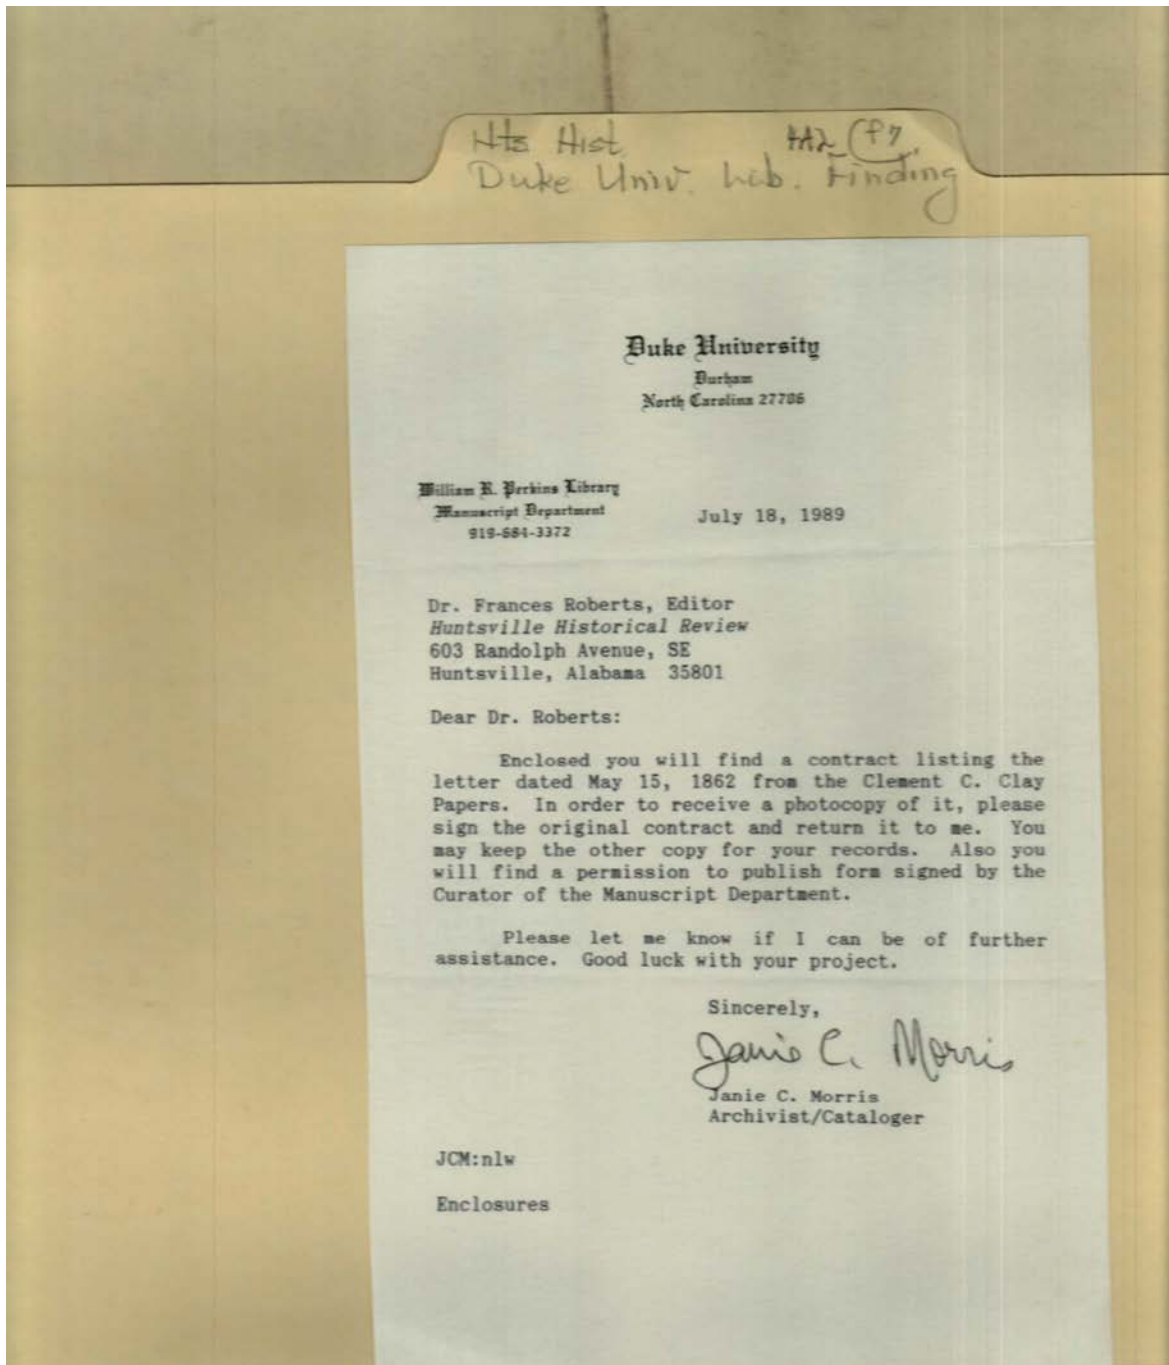 Hts Hist.
Duke Univ. Lib. Finding
Duke University
Durham
North Carolina 27706
William R. Perkins Library
Manuscript Department
919-684-3372
July 18, 1989
Dr. Frances Roberts, Editor
Huntsville Historical Review
603 Randolph Avenue, SE
Huntsville, Alabama 35801
Dear Dr. Roberts:
Enclosed you will find a contract listing the
letter dated May 15, 1862 from the Clement C. Clay
Papers. In order to receive a photocopy of it, please
sign the original contract and return it to me. You
may keep the other copy for your records. Also you
will find a permission to publish form signed by the
Curator of the Manuscript Department.
Please let me know if I can be of further
assistance. Good luck with your project.
Sincerely,
Janie C. Morris
Janie C. Morris
Archivist/Cataloger
JCM:nlw
Enclosures